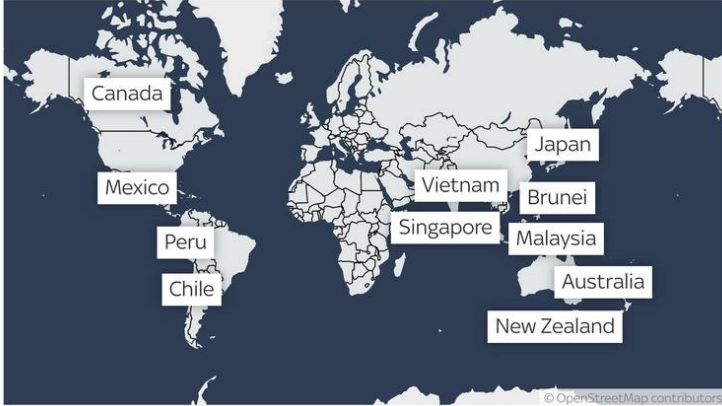 Canada
Japan
Mexico
Vietnam
Brunei
Singapore
Peru
Malaysia
Chile
Australia
New Zealand
© OpenStreetMap contributors